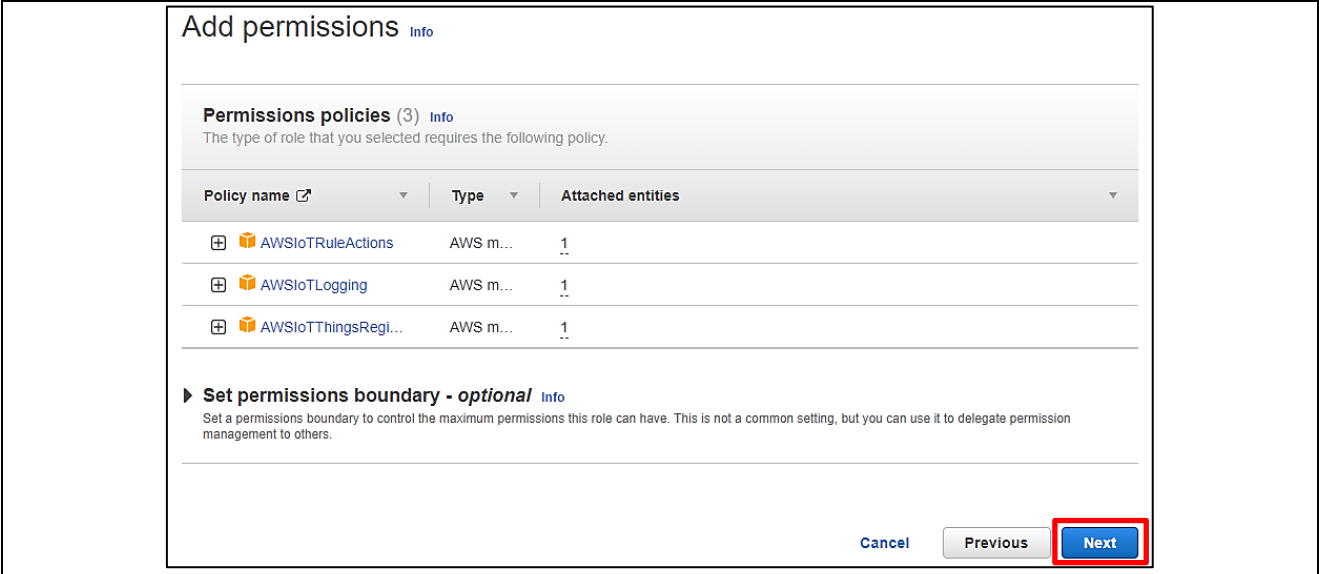 Add permissions Info
Permissions policies (3) Info
The type of role that you selected requires the following policy.
Policy name Type Attached entities
AWSIoTRuleActions AWS m... 1
AWSIoTLogging AWS m... 1
AWSIoTThingsRegi... AWS m... 1
Set permissions boundary - optional Info
Set a permissions boundary to control the maximum permissions this role can have. This is not a common setting, but you can use it to delegate permission
management to others.
Cancel Previous Next